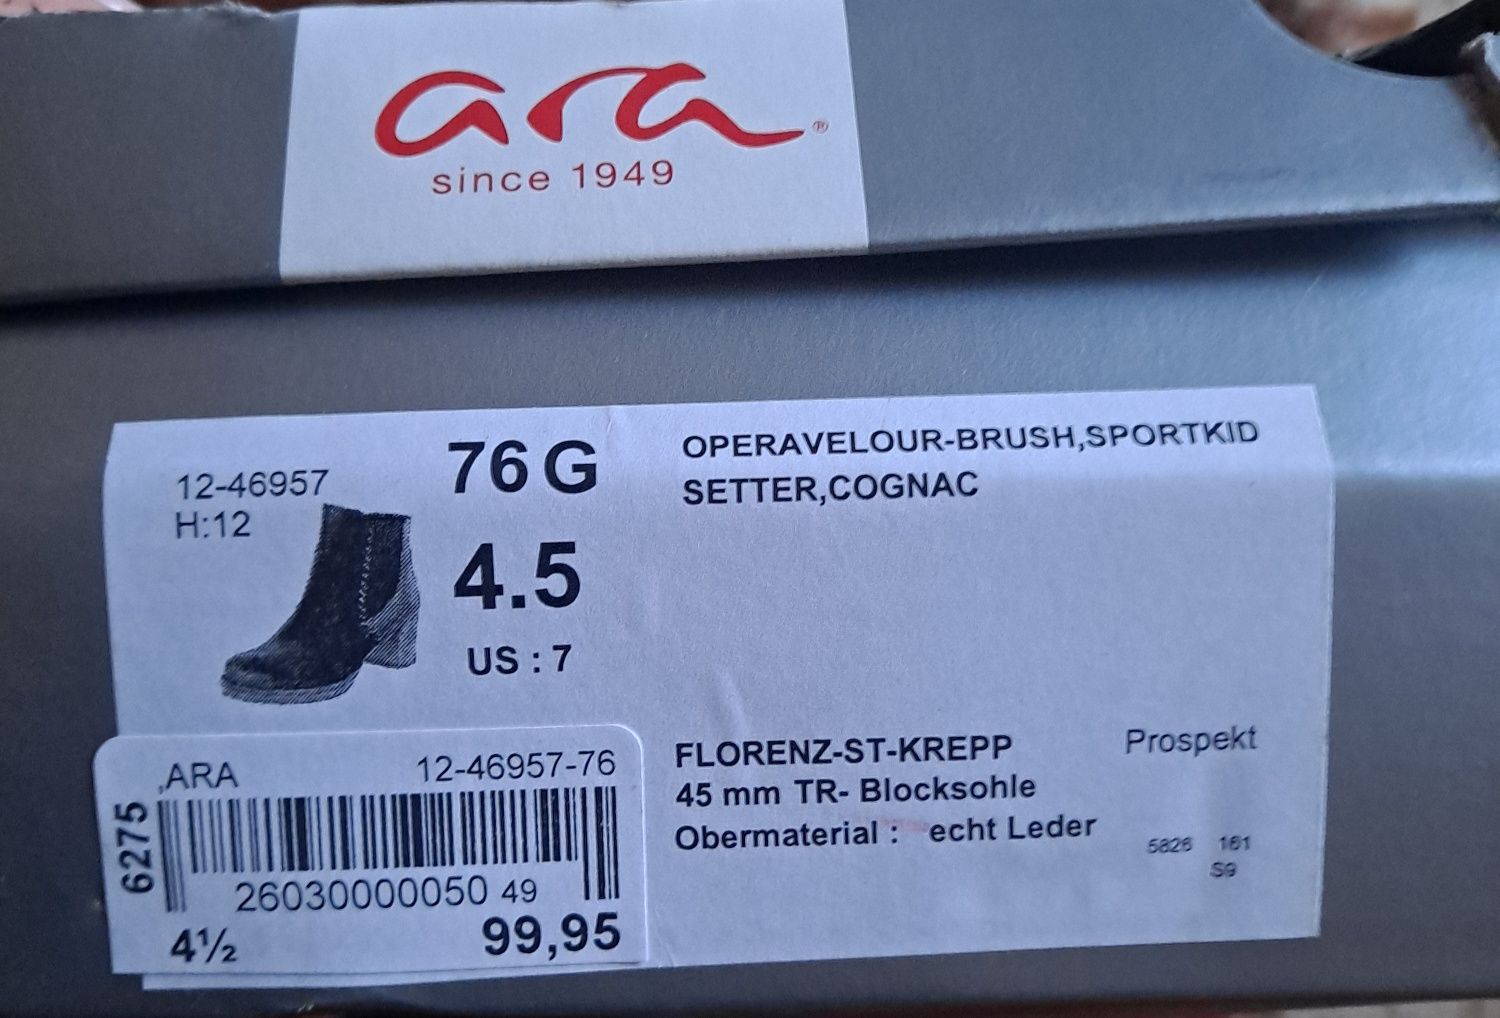 ara®
since 1949
12-46957
H:12
76 G
4.5
US : 7
OPERAVELOUR-BRUSH,SPORTKID
SETTER,COGNAC
FLORENZ-ST-KREPP
45 mm TR- Blocksohle
Obermaterial : echt Leder
Prospekt
5826 161
S9
,ARA 12-46957-76
6275
26030000050 49
4½ 99,95